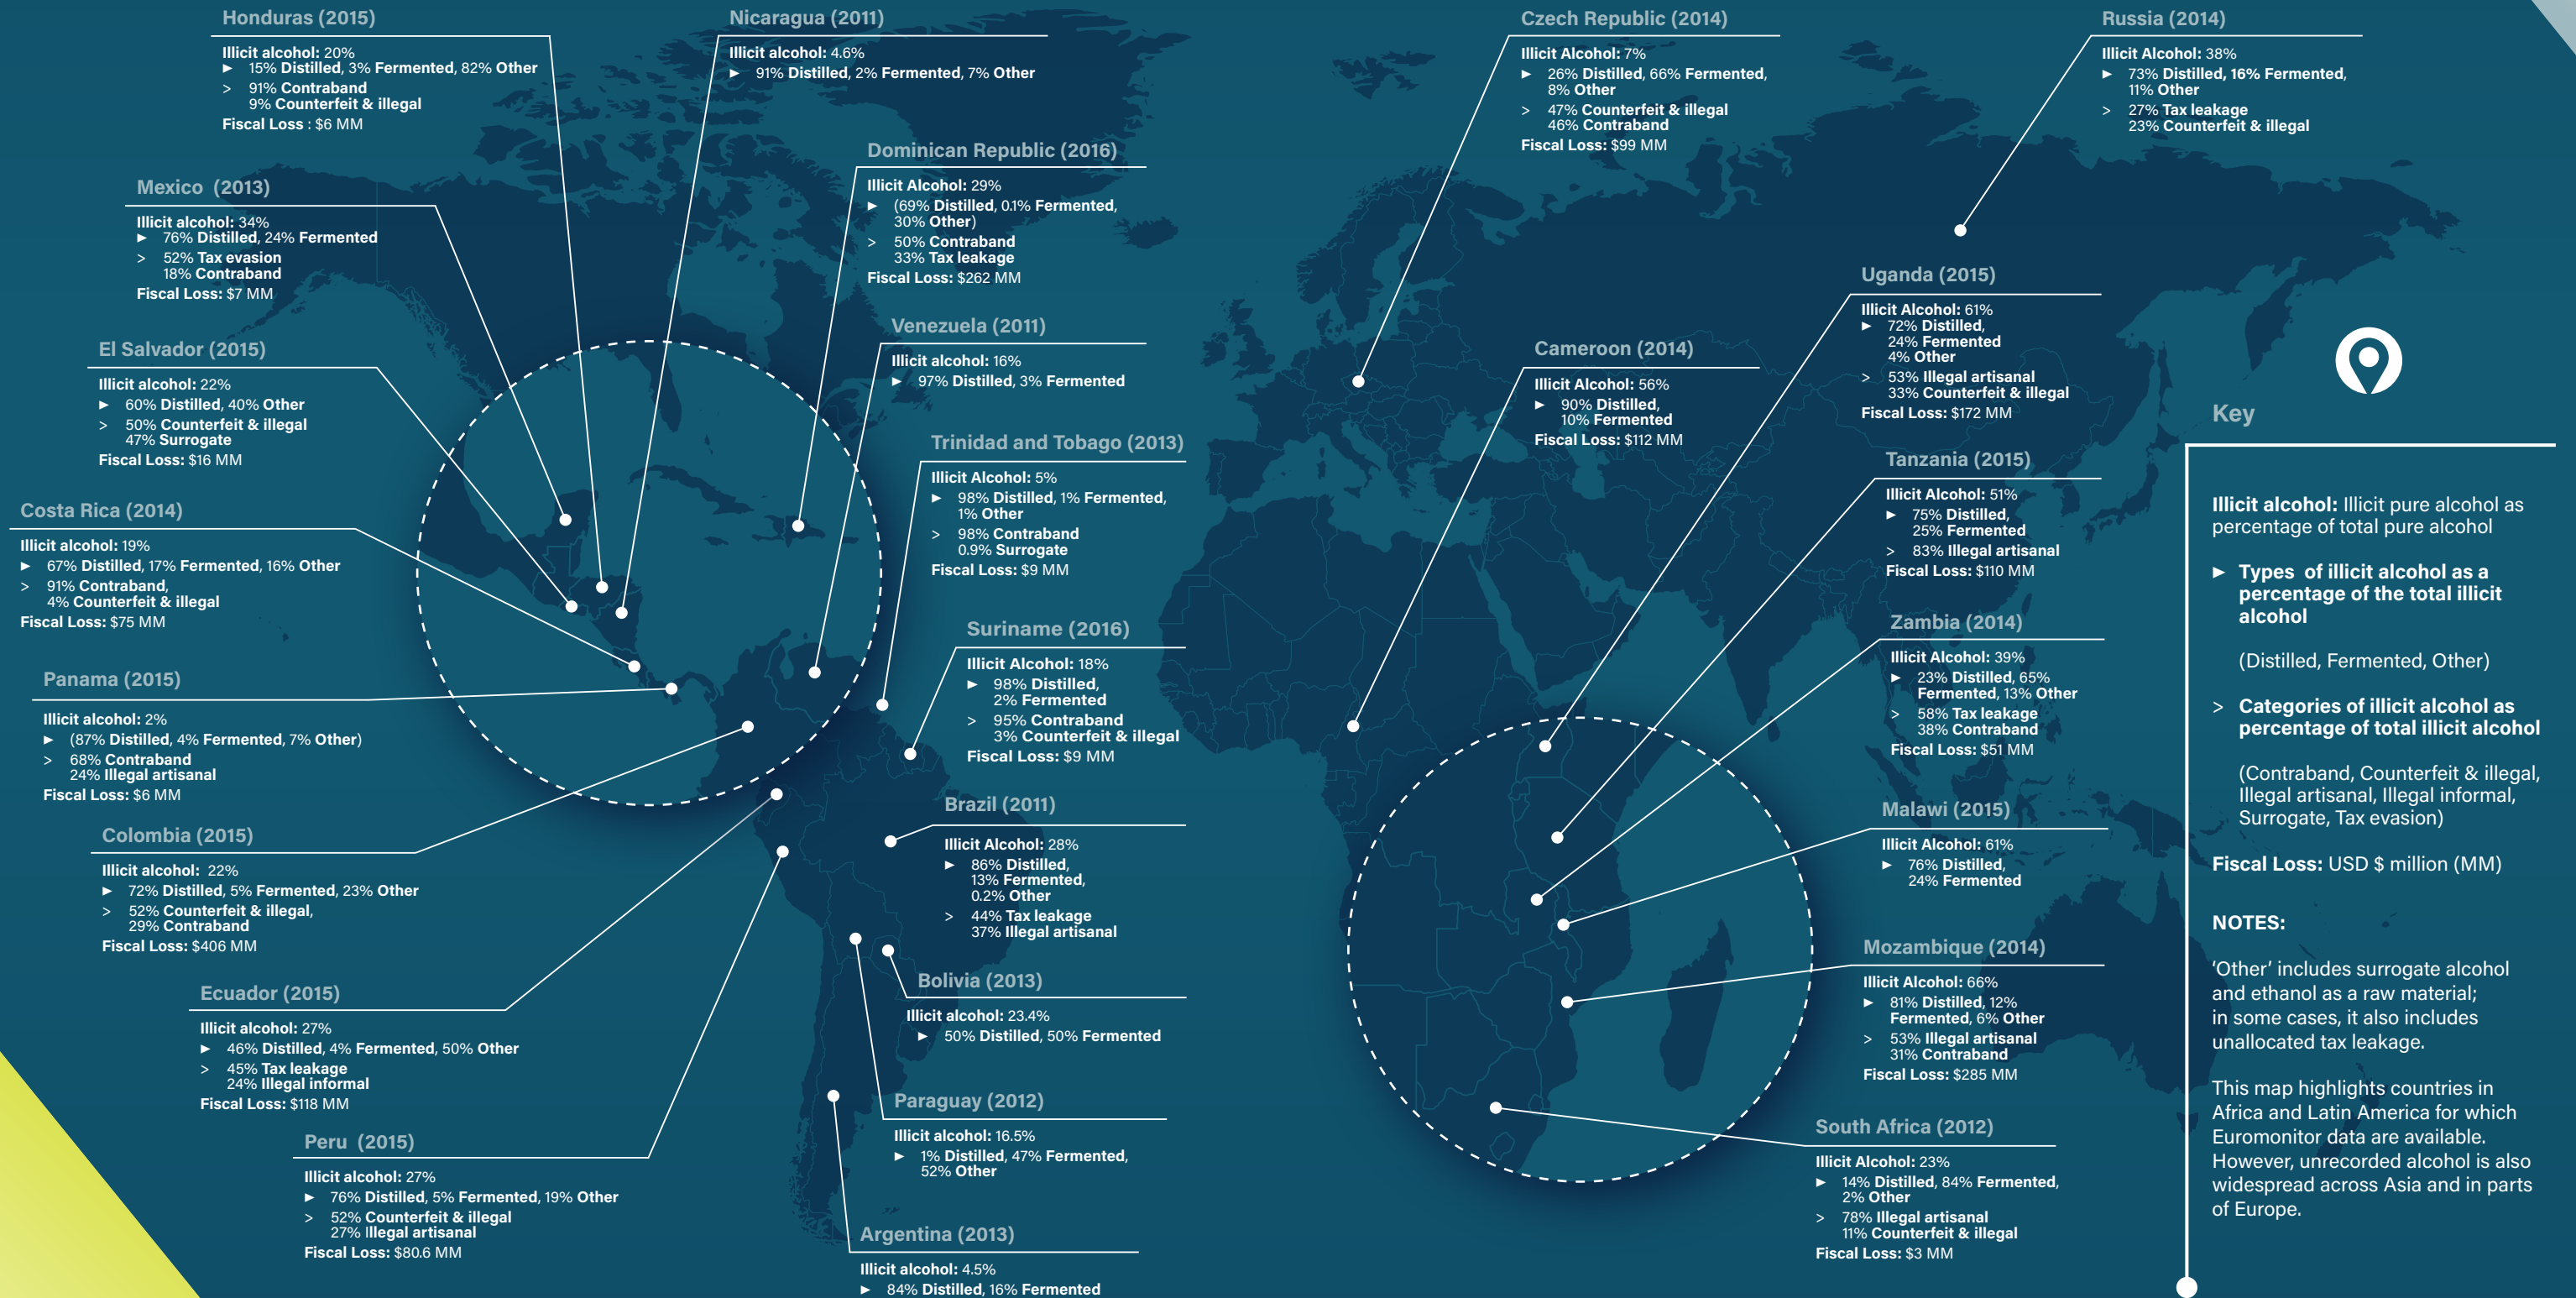 Honduras (2015)
Illicit alcohol: 20%
► 15% Distilled, 3% Fermented, 82% Other
> 91% Contraband
9% Counterfeit & illegal
Fiscal Loss : $6 MM
Mexico (2013)
Illicit alcohol: 34%
► 76% Distilled, 24% Fermented
> 52% Tax evasion
18% Contraband
Fiscal Loss: $7 MM
El Salvador (2015)
Illicit alcohol: 22%
► 60% Distilled, 40% Other
> 50% Counterfeit & illegal
47% Surrogate
Fiscal Loss: $16 MM
Costa Rica (2014)
Illicit alcohol: 19%
► 67% Distilled, 17% Fermented, 16% Other
> 91% Contraband,
4% Counterfeit & illegal
Fiscal Loss: $75 MM
Panama (2015)
Illicit alcohol: 2%
► (87% Distilled, 4% Fermented, 7% Other)
> 68% Contraband
24% Illegal artisanal
Fiscal Loss: $6 MM
Colombia (2015)
Illicit alcohol: 22%
► 72% Distilled, 5% Fermented, 23% Other
> 52% Counterfeit & illegal,
29% Contraband
Fiscal Loss: $406 MM
Ecuador (2015)
Illicit alcohol: 27%
► 46% Distilled, 4% Fermented, 50% Other
> 45% Tax leakage
24% Illegal informal
Fiscal Loss: $118 MM
Peru (2015)
Illicit alcohol: 27%
► 76% Distilled, 5% Fermented, 19% Other
> 52% Counterfeit & illegal
27% Illegal artisanal
Fiscal Loss: $80.6 MM
Nicaragua (2011)
Illicit alcohol: 4.6%
► 91% Distilled, 2% Fermented, 7% Other
Dominican Republic (2016)
Illicit Alcohol: 29%
► (69% Distilled, 0.1% Fermented,
30% Other)
> 50% Contraband
33% Tax leakage
Fiscal Loss: $262 MM
Venezuela (2011)
Illicit alcohol: 16%
► 97% Distilled, 3% Fermented
Trinidad and Tobago (2013)
Illicit Alcohol: 5%
► 98% Distilled, 1% Fermented,
1% Other
> 98% Contraband
0.9% Surrogate
Fiscal Loss: $9 MM
Suriname (2016)
Illicit Alcohol: 18%
► 98% Distilled,
2% Fermented
> 95% Contraband
3% Counterfeit & illegal
Fiscal Loss: $9 MM
Brazil (2011)
Illicit Alcohol: 28%
► 86% Distilled,
13% Fermented,
0.2% Other
> 44% Tax leakage
37% Illegal artisanal
Bolivia (2013)
Illicit alcohol: 23.4%
► 50% Distilled, 50% Fermented
Paraguay (2012)
Illicit alcohol: 16.5%
► 1% Distilled, 47% Fermented,
52% Other
Argentina (2013)
Illicit alcohol: 4.5%
► 84% Distilled, 16% Fermented
Czech Republic (2014)
Illicit Alcohol: 7%
► 26% Distilled, 66% Fermented,
8% Other
> 47% Counterfeit & illegal
46% Contraband
Fiscal Loss: $99 MM
Cameroon (2014)
Illicit Alcohol: 56%
► 90% Distilled,
10% Fermented
Fiscal Loss: $112 MM
Russia (2014)
Illicit Alcohol: 38%
► 73% Distilled, 16% Fermented,
11% Other
> 27% Tax leakage
23% Counterfeit & illegal
Uganda (2015)
Illicit Alcohol: 61%
► 72% Distilled,
24% Fermented
4% Other
> 53% Illegal artisanal
33% Counterfeit & illegal
Fiscal Loss: $172 MM
Tanzania (2015)
Illicit Alcohol: 51%
► 75% Distilled,
25% Fermented
> 83% Illegal artisanal
Fiscal Loss: $110 MM
Zambia (2014)
Illicit Alcohol: 39%
► 23% Distilled, 65%
Fermented, 13% Other
> 58% Tax leakage
38% Contraband
Fiscal Loss: $51 MM
Malawi (2015)
Illicit Alcohol: 61%
► 76% Distilled,
24% Fermented
Mozambique (2014)
Illicit Alcohol: 66%
► 81% Distilled, 12%
Fermented, 6% Other
> 53% Illegal artisanal
31% Contraband
Fiscal Loss: $285 MM
South Africa (2012)
Illicit Alcohol: 23%
► 14% Distilled, 84% Fermented,
2% Other
> 78% Illegal artisanal
11% Counterfeit & illegal
Fiscal Loss: $3 MM
Key
Illicit alcohol: Illicit pure alcohol as
percentage of total pure alcohol
► Types of illicit alcohol as a
percentage of the total illicit
alcohol
(Distilled, Fermented, Other)
> Categories of illicit alcohol as
percentage of total illicit alcohol
(Contraband, Counterfeit & illegal,
Illegal artisanal, Illegal informal,
Surrogate, Tax evasion)
Fiscal Loss: USD $ million (MM)
NOTES:
‘Other’ includes surrogate alcohol
and ethanol as a raw material;
in some cases, it also includes
unallocated tax leakage.
This map highlights countries in
Africa and Latin America for which
Euromonitor data are available.
However, unrecorded alcohol is also
widespread across Asia and in parts
of Europe.